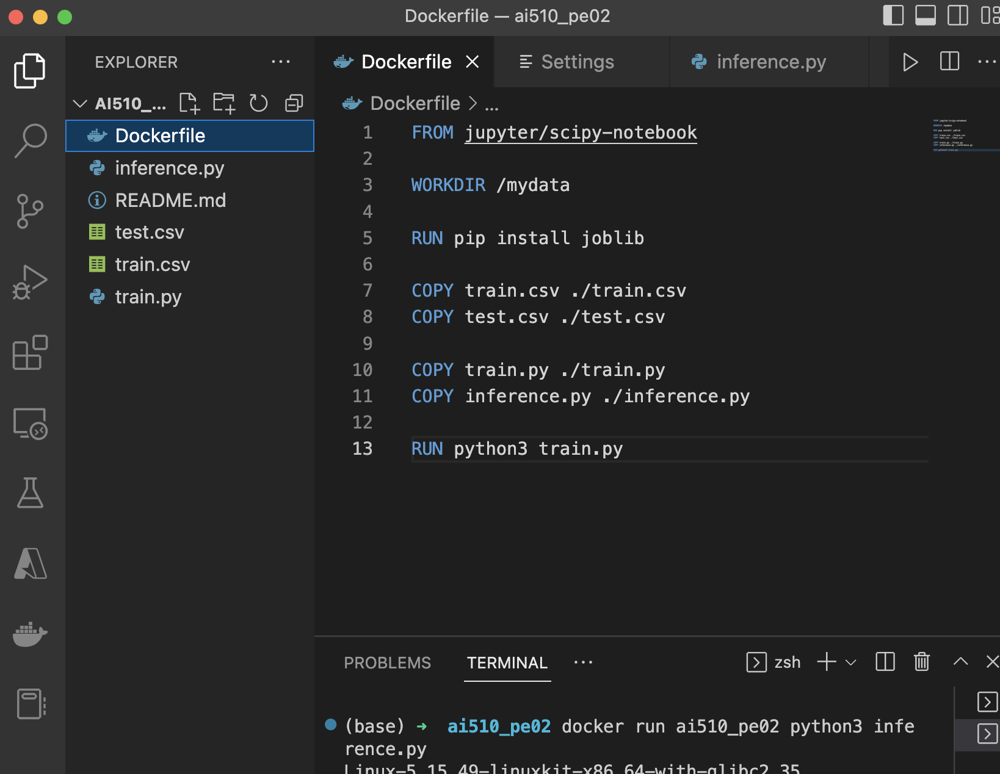 Dockerfile — ai510_pe02
EXPLORER
AI510_...
Dockerfile
inference.py
README.md
test.csv
train.csv
train.py
Dockerfile
Settings
inference.py
Dockerfile > ...
1 FROM jupyter/scipy-notebook
2
3 WORKDIR /mydata
4
5 RUN pip install joblib
6
7 COPY train.csv ./train.csv
8 COPY test.csv ./test.csv
9
10 COPY train.py ./train.py
11 COPY inference.py ./inference.py
12
13 RUN python3 train.py
PROBLEMS TERMINAL ...
zsh
(base) → ai510_pe02 docker run ai510_pe02 python3 infe
rence.py
Linux-5.15.49-linuxkit-x86_64-with-glibc2.35